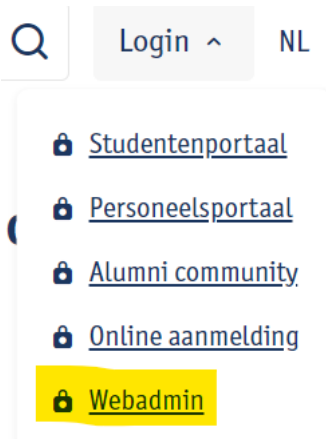 Login NL
Studentenportaal
Personeelsportaal
Alumni community
Online aanmelding
Webadmin